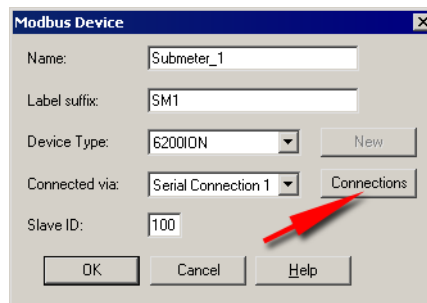 Modbus Device
Name: Submeter_1
Label suffix: SM1
Device Type: 6200ION New
Connected via: Serial Connection 1 Connections
Slave ID: 100
OK Cancel Help